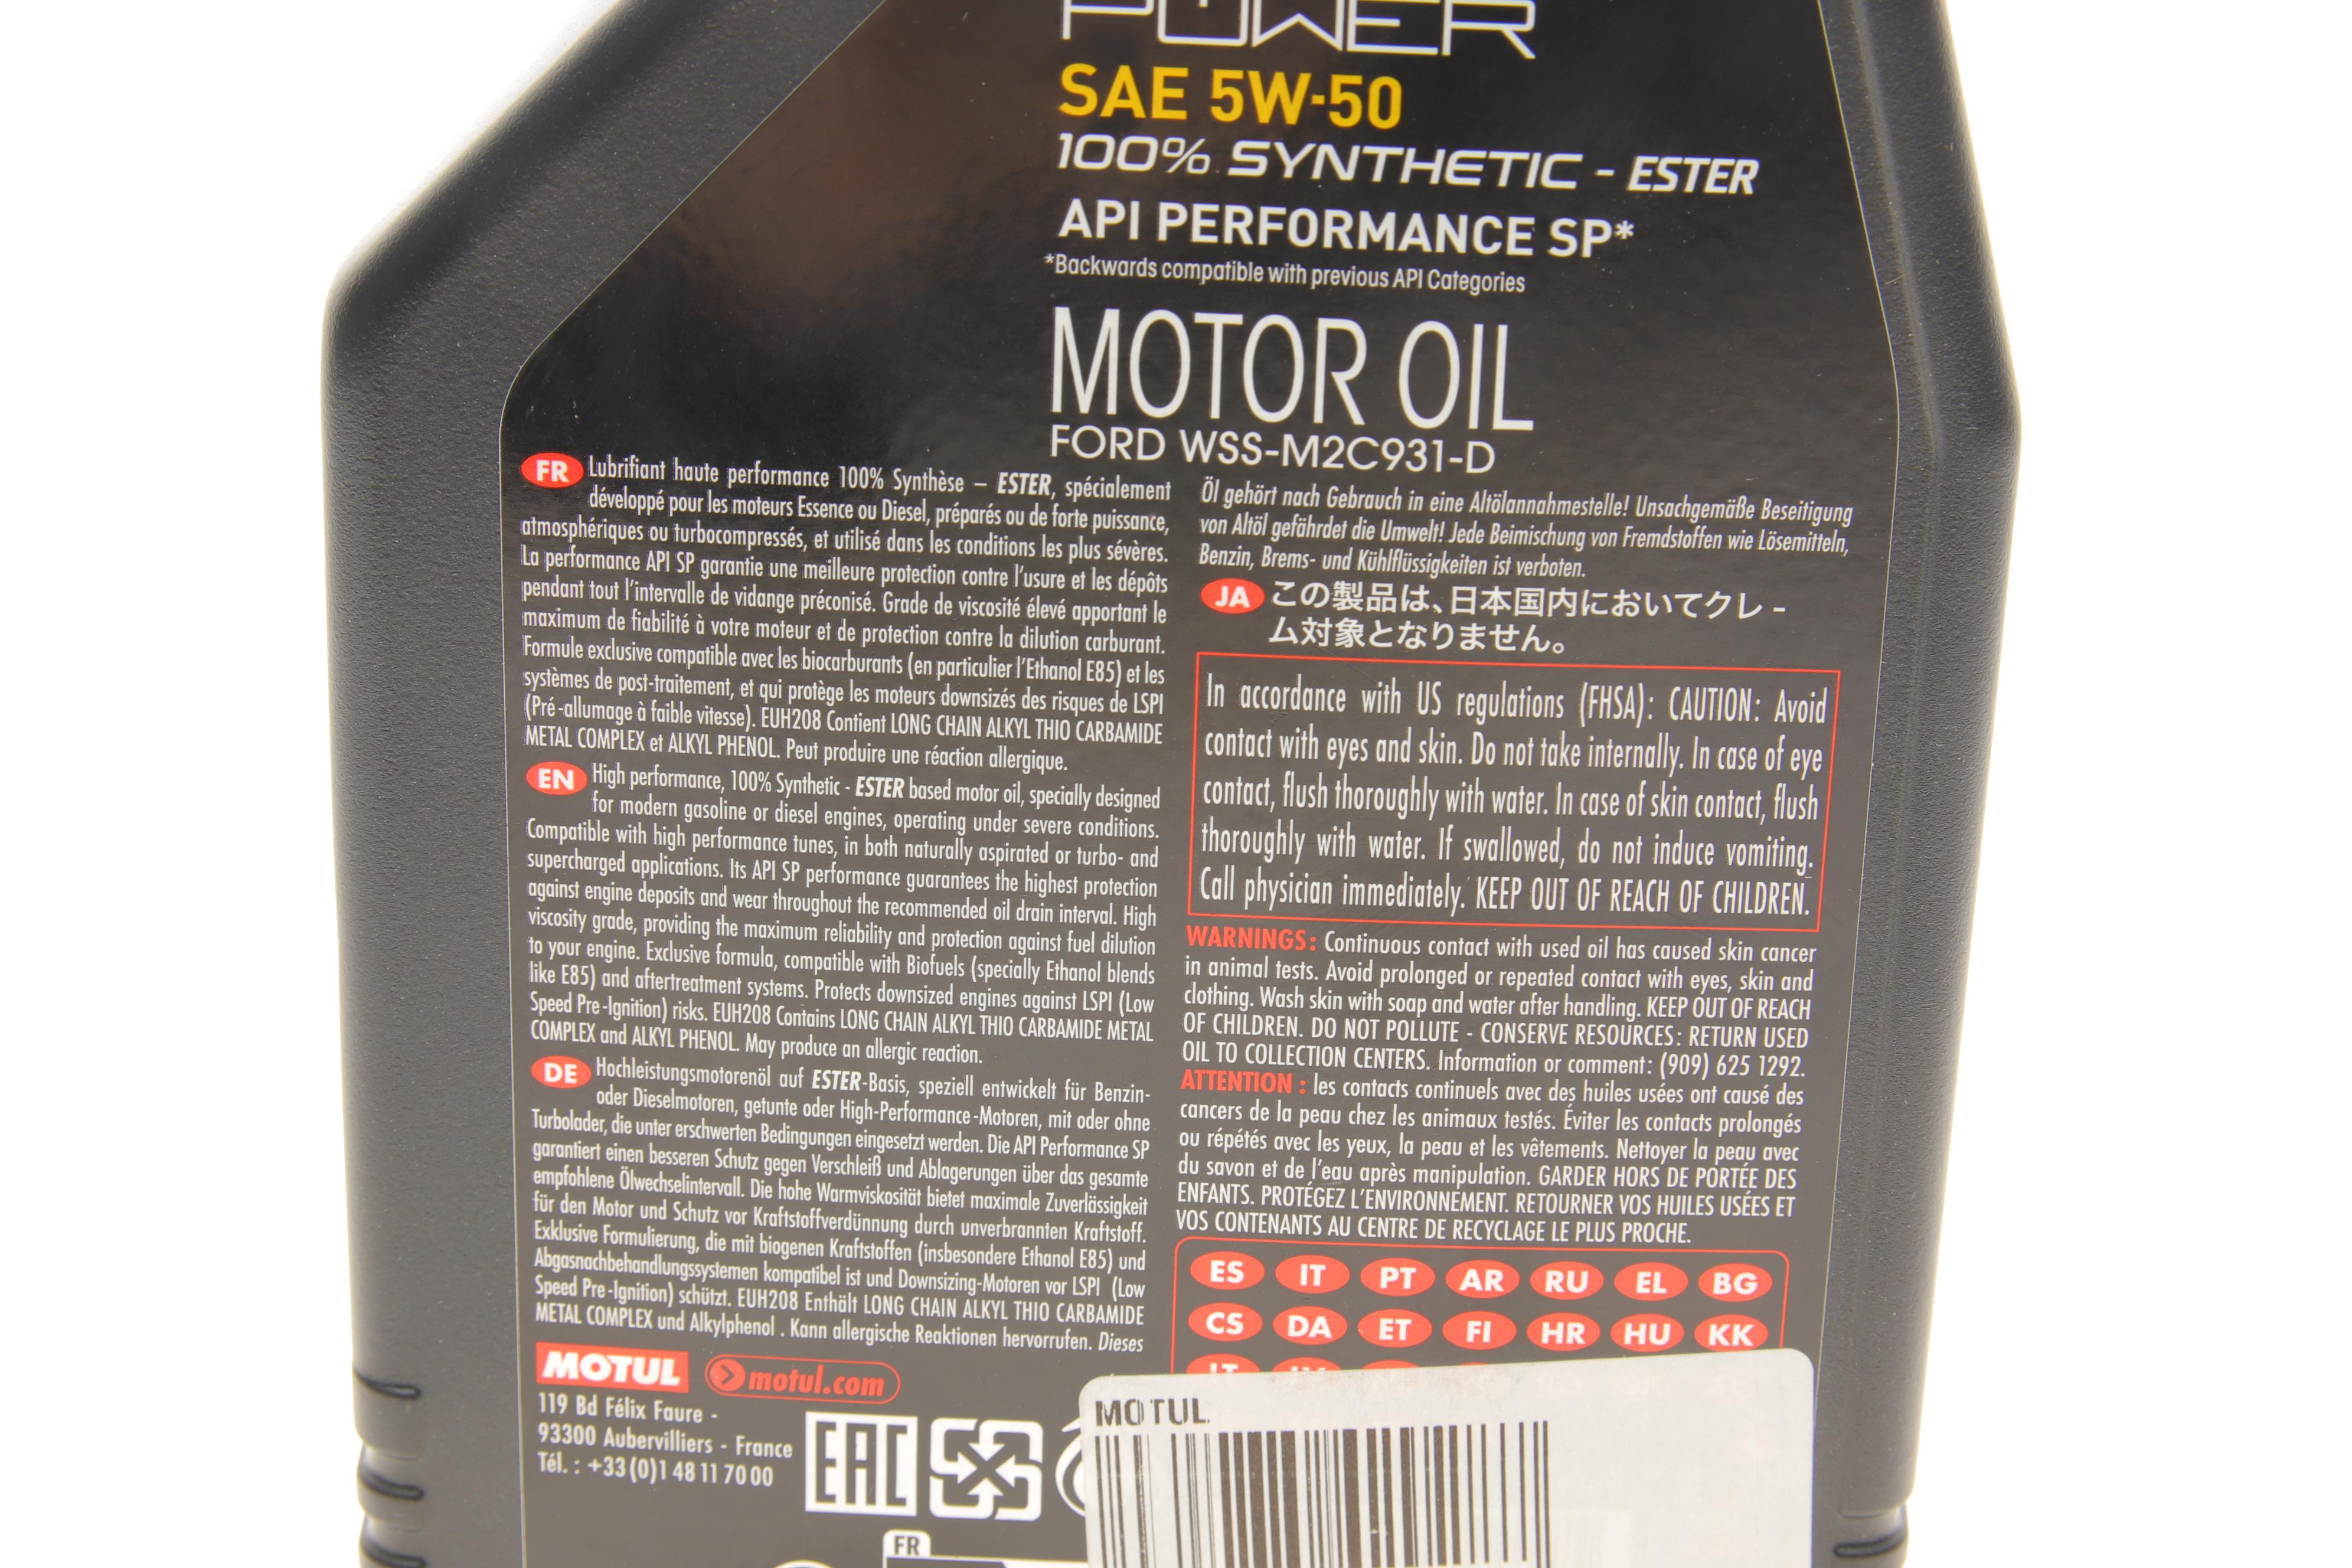 POWER
SAE 5W-50
100% SYNTHETIC - ESTER
API PERFORMANCE SP*
*Backwards compatible with previous API Categories
MOTOR OIL
FORD WSS-M2C931-D
FR Lubrifiant haute performance 100% Synthèse – ESTER, spécialement
développé pour les moteurs Essence ou Diesel, préparés ou de forte puissance,
atmosphériques ou turbocompressés, et utilisé dans les conditions les plus sévères.
La performance API SP garantie une meilleure protection contre l'usure et les dépôts
pendant tout l'intervalle de vidange préconisé. Grade de viscosité élevé apportant le
maximum de fiabilité à votre moteur et de protection contre la dilution carburant.
Formule exclusive compatible avec les biocarburants (en particulier l'Ethanol E85) et les
systèmes de post-traitement, et qui protège les moteurs downsizés des risques de LSPI
(Pré-allumage à faible vitesse). EUH208 Contient LONG CHAIN ALKYL THIO CARBAMIDE
METAL COMPLEX et ALKYL PHENOL. Peut produire une réaction allergique.
EN High performance, 100% Synthetic - ESTER based motor oil, specially designed
for modern gasoline or diesel engines, operating under severe conditions.
Compatible with high performance tunes, in both naturally aspirated or turbo- and
supercharged applications. Its API SP performance guarantees the highest protection
against engine deposits and wear throughout the recommended oil drain interval. High
viscosity grade, providing the maximum reliability and protection against fuel dilution
to your engine. Exclusive formula, compatible with Biofuels (specially Ethanol blends
like E85) and aftertreatment systems. Protects downsized engines against LSPI (Low
Speed Pre-Ignition) risks. EUH208 Contains LONG CHAIN ALKYL THIO CARBAMIDE METAL
COMPLEX and ALKYL PHENOL. May produce an allergic reaction.
DE Hochleistungsmotorenöl auf ESTER-Basis, speziell entwickelt für Benzin-
oder Dieselmotoren, getunte oder High-Performance-Motoren, mit oder ohne
Turbolader, die unter erschwerten Bedingungen eingesetzt werden. Die API Performance SP
garantiert einen besseren Schutz gegen Verschleiß und Ablagerungen über das gesamte
empfohlene Ölwechselintervall. Die hohe Warmviskosität bietet maximale Zuverlässigkeit
für den Motor und Schutz vor Kraftstoffverdünnung durch unverbrannten Kraftstoff.
Exklusive Formulierung, die mit biogenen Kraftstoffen (insbesondere Ethanol E85) und
Abgasnachbehandlungssystemen kompatibel ist und Downsizing-Motoren vor LSPI (Low
Speed Pre-Ignition) schützt. EUH208 Enthält LONG CHAIN ALKYL THIO CARBAMIDE
METAL COMPLEX und Alkylphenol . Kann allergische Reaktionen hervorrufen. Dieses
Öl gehört nach Gebrauch in eine Altölannahmestelle! Unsachgemäße Beseitigung
von Altöl gefährdet die Umwelt! Jede Beimischung von Fremdstoffen wie Lösemitteln,
Benzin, Brems- und Kühlflüssigkeiten ist verboten.
JA この製品は、日本国内においてクレ-
ム対象となりません。
In accordance with US regulations (FHSA): CAUTION: Avoid
contact with eyes and skin. Do not take internally. In case of eye
contact, flush thoroughly with water. In case of skin contact, flush
thoroughly with water. If swallowed, do not induce vomiting.
Call physician immediately. KEEP OUT OF REACH OF CHILDREN.
WARNINGS: Continuous contact with used oil has caused skin cancer
in animal tests. Avoid prolonged or repeated contact with eyes, skin and
clothing. Wash skin with soap and water after handling. KEEP OUT OF REACH
OF CHILDREN. DO NOT POLLUTE - CONSERVE RESOURCES: RETURN USED
OIL TO COLLECTION CENTERS. Information or comment: (909) 625 1292.
ATTENTION : les contacts continuels avec des huiles usées ont causé des
cancers de la peau chez les animaux testés. Éviter les contacts prolongés
ou répétés avec les yeux, la peau et les vêtements. Nettoyer la peau avec
du savon et de l'eau après manipulation. GARDER HORS DE PORTÉE DES
ENFANTS. PROTÉGEZ L'ENVIRONNEMENT. RETOURNER VOS HUILES USÉES ET
VOS CONTENANTS AU CENTRE DE RECYCLAGE LE PLUS PROCHE.
ES IT PT AR RU EL BG
CS DA ET FI HR HU KK
MOTUL motul.com
119 Bd Félix Faure -
93300 Aubervilliers - France
Tél. : +33(0)1 48 11 70 00
EAC
FR
MOTUL